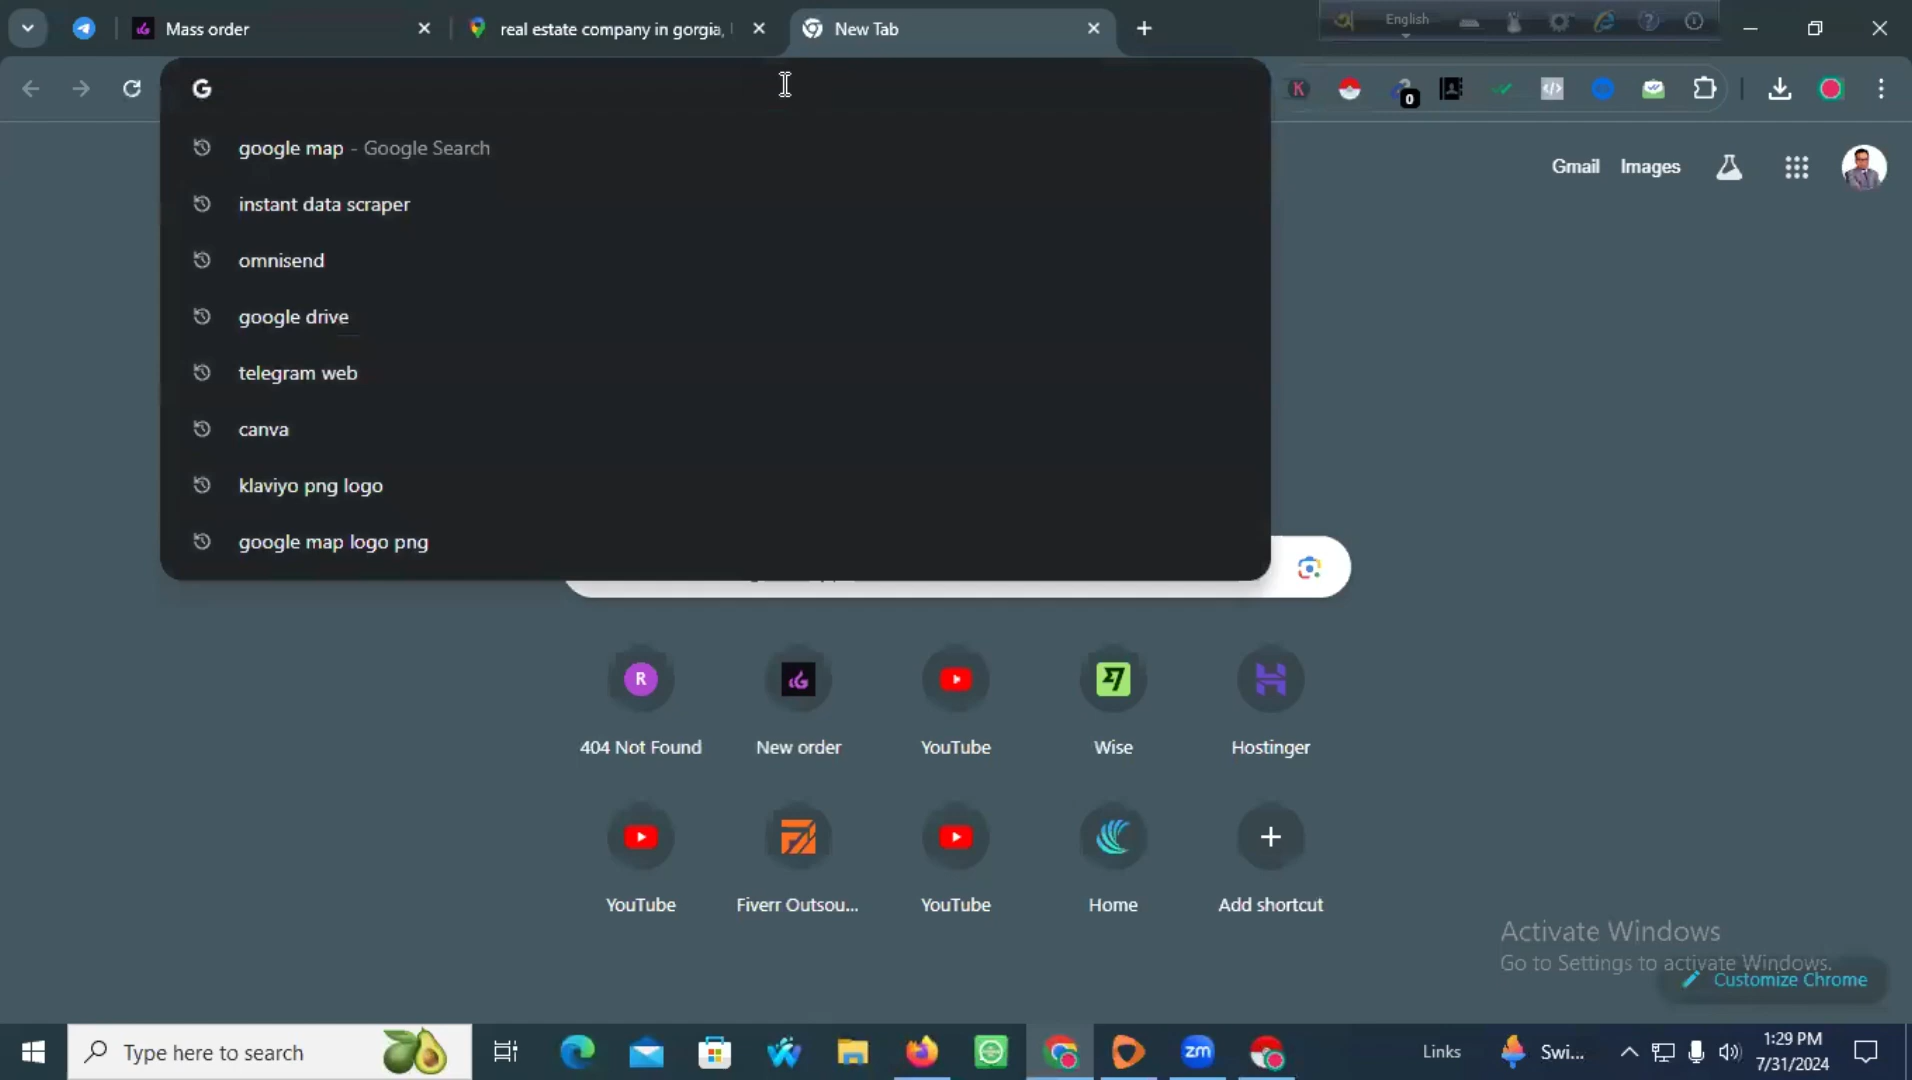 Mass order
real estate company in gorgia,
New Tab
English
G
K
0
google map - Google Search
Gmail
Images
instant data scraper
omnisend
google drive
telegram web
canva
klaviyo png logo
google map logo png
R
404 Not Found
New order
YouTube
Wise
Hostinger
YouTube
Fiverr Outsou...
YouTube
Home
Add shortcut
Activate Windows
Go to Settings to activate Windows.
Customize Chrome
Type here to search
zm
Links
Swi...
1:29 PM
7/31/2024